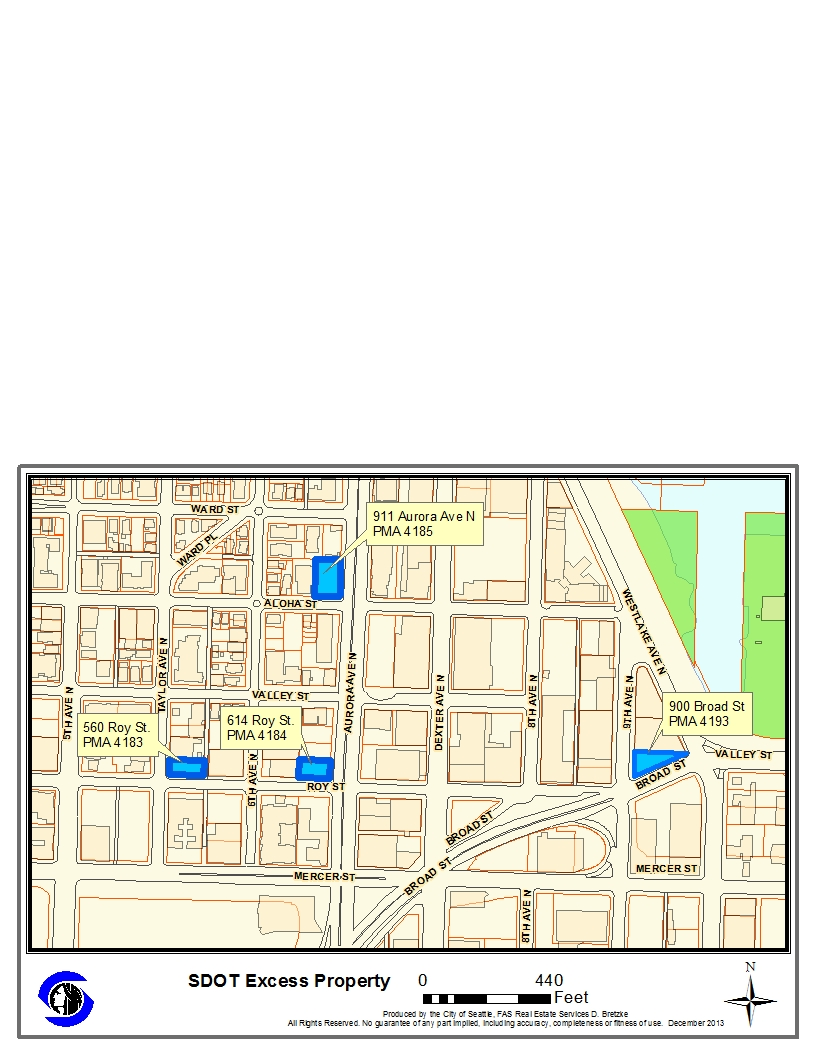 WARD ST
911 Aurora Ave N
PMA 4185
WARD PL
ALOHA ST
WESTLAKE AVE N
TAYLOR AVE N
VALLEY ST
5TH AVE N
AURORA AVE N
DEXTER AVE N
8TH AVE N
9TH AVE N
900 Broad St
PMA 4193
560 Roy St.
PMA 4183
614 Roy St.
PMA 4184
VALLEY ST
6TH AVE N
ROY ST
BROAD ST
BROAD ST
MERCER ST
BROAD ST
MERCER ST
8TH AVE N
SDOT Excess Property
0 440
Feet
N
Produced by the City of Seattle, FAS Real Estate Services D. Bretzke
All Rights Reserved. No guarantee of any part implied, including accuracy, completeness or fitness of use. December 2013